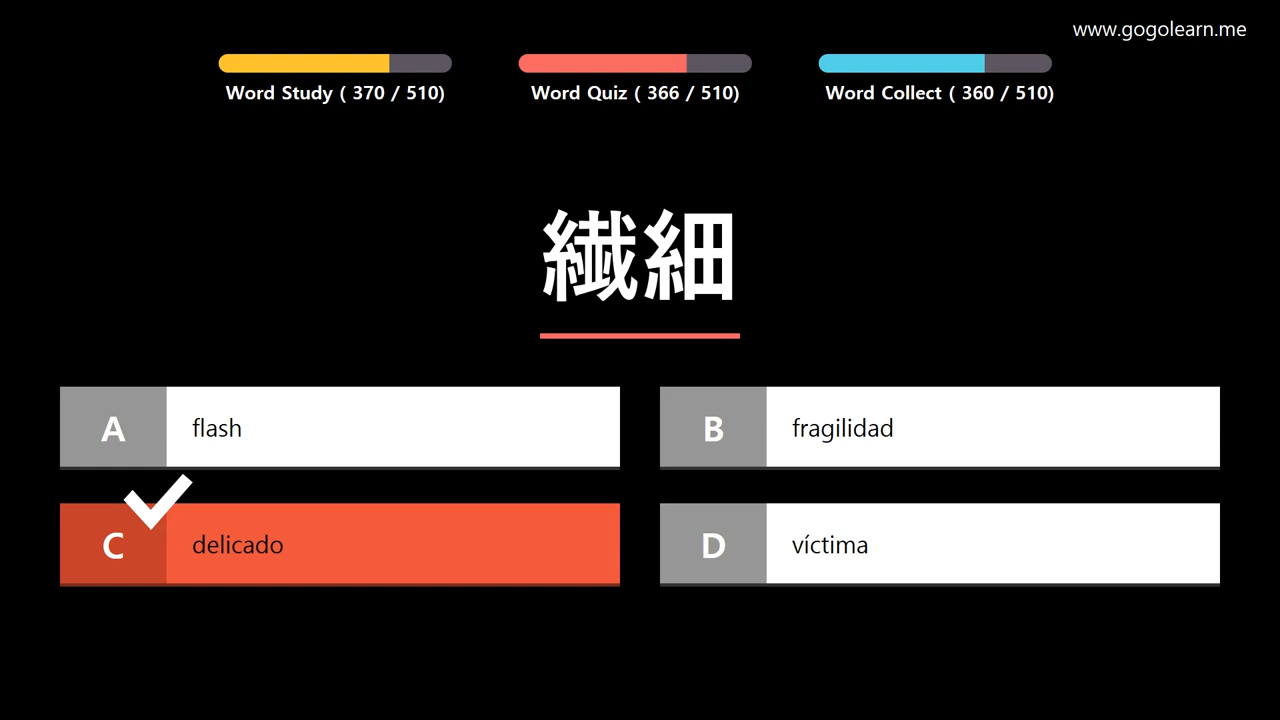 www.gogolearn.me
Word Study ( 370 / 510)
Word Quiz ( 366 / 510)
Word Collect ( 360 / 510)
繊細
A flash
B fragilidad
C delicado
D víctima